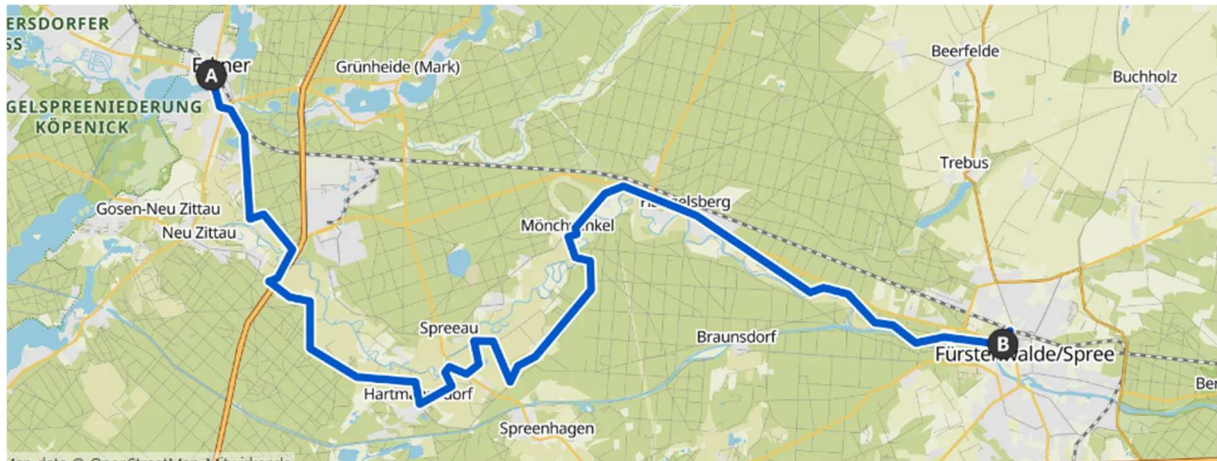 ERSDORFER
SS
Grünheide (Mark)
Beerfelde
Buchholz
A
GELSPREENIEDERUNG
KÖPENICK
Trebus
Gosen-Neu Zittau
Neu Zittau
Spreeau
Braunsdorf
B
Fürstenwalde/Spree
Spreenhagen